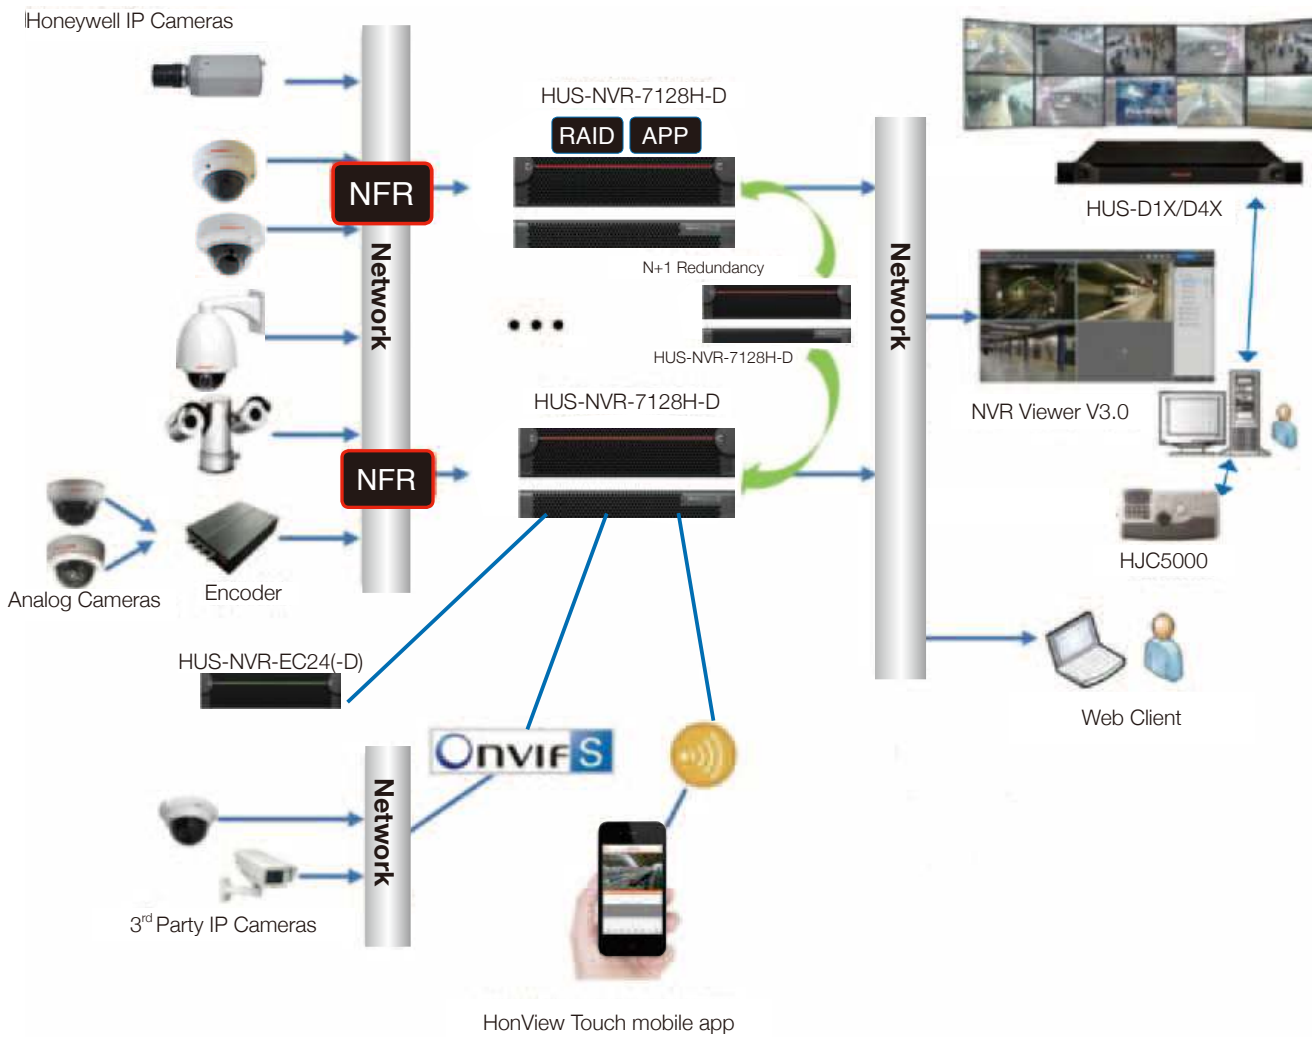 Honeywell IP Cameras
HUS-NVR-7128H-D
RAID APP
NFR
Network
Network
HUS-D1X/D4X
N+1 Redundancy
HUS-NVR-7128H-D
HUS-NVR-7128H-D
NVR Viewer V3.0
NFR
HJC5000
Encoder
Analog Cameras
HUS-NVR-EC24(-D)
Web Client
ONVIF S
Network
3rd Party IP Cameras
HonView Touch mobile app